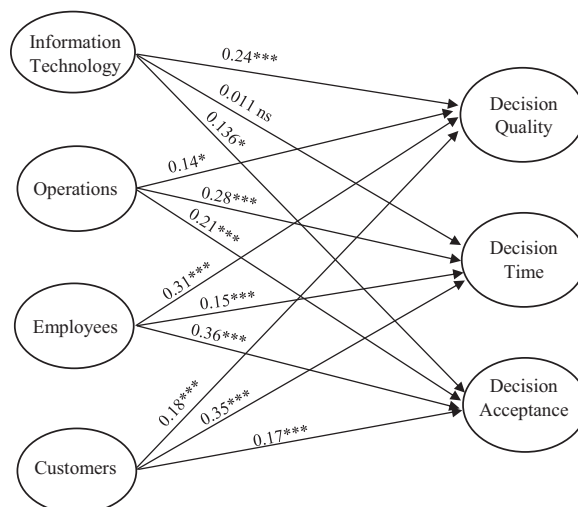 Information
Technology
0.24***
Decision
Quality
0.011 ns
0.136*
0.14*
Operations
0.28***
0.21***
Decision
Time
0.31***
0.15***
Employees
0.36***
Decision
Acceptance
0.18***
0.35***
0.17***
Customers